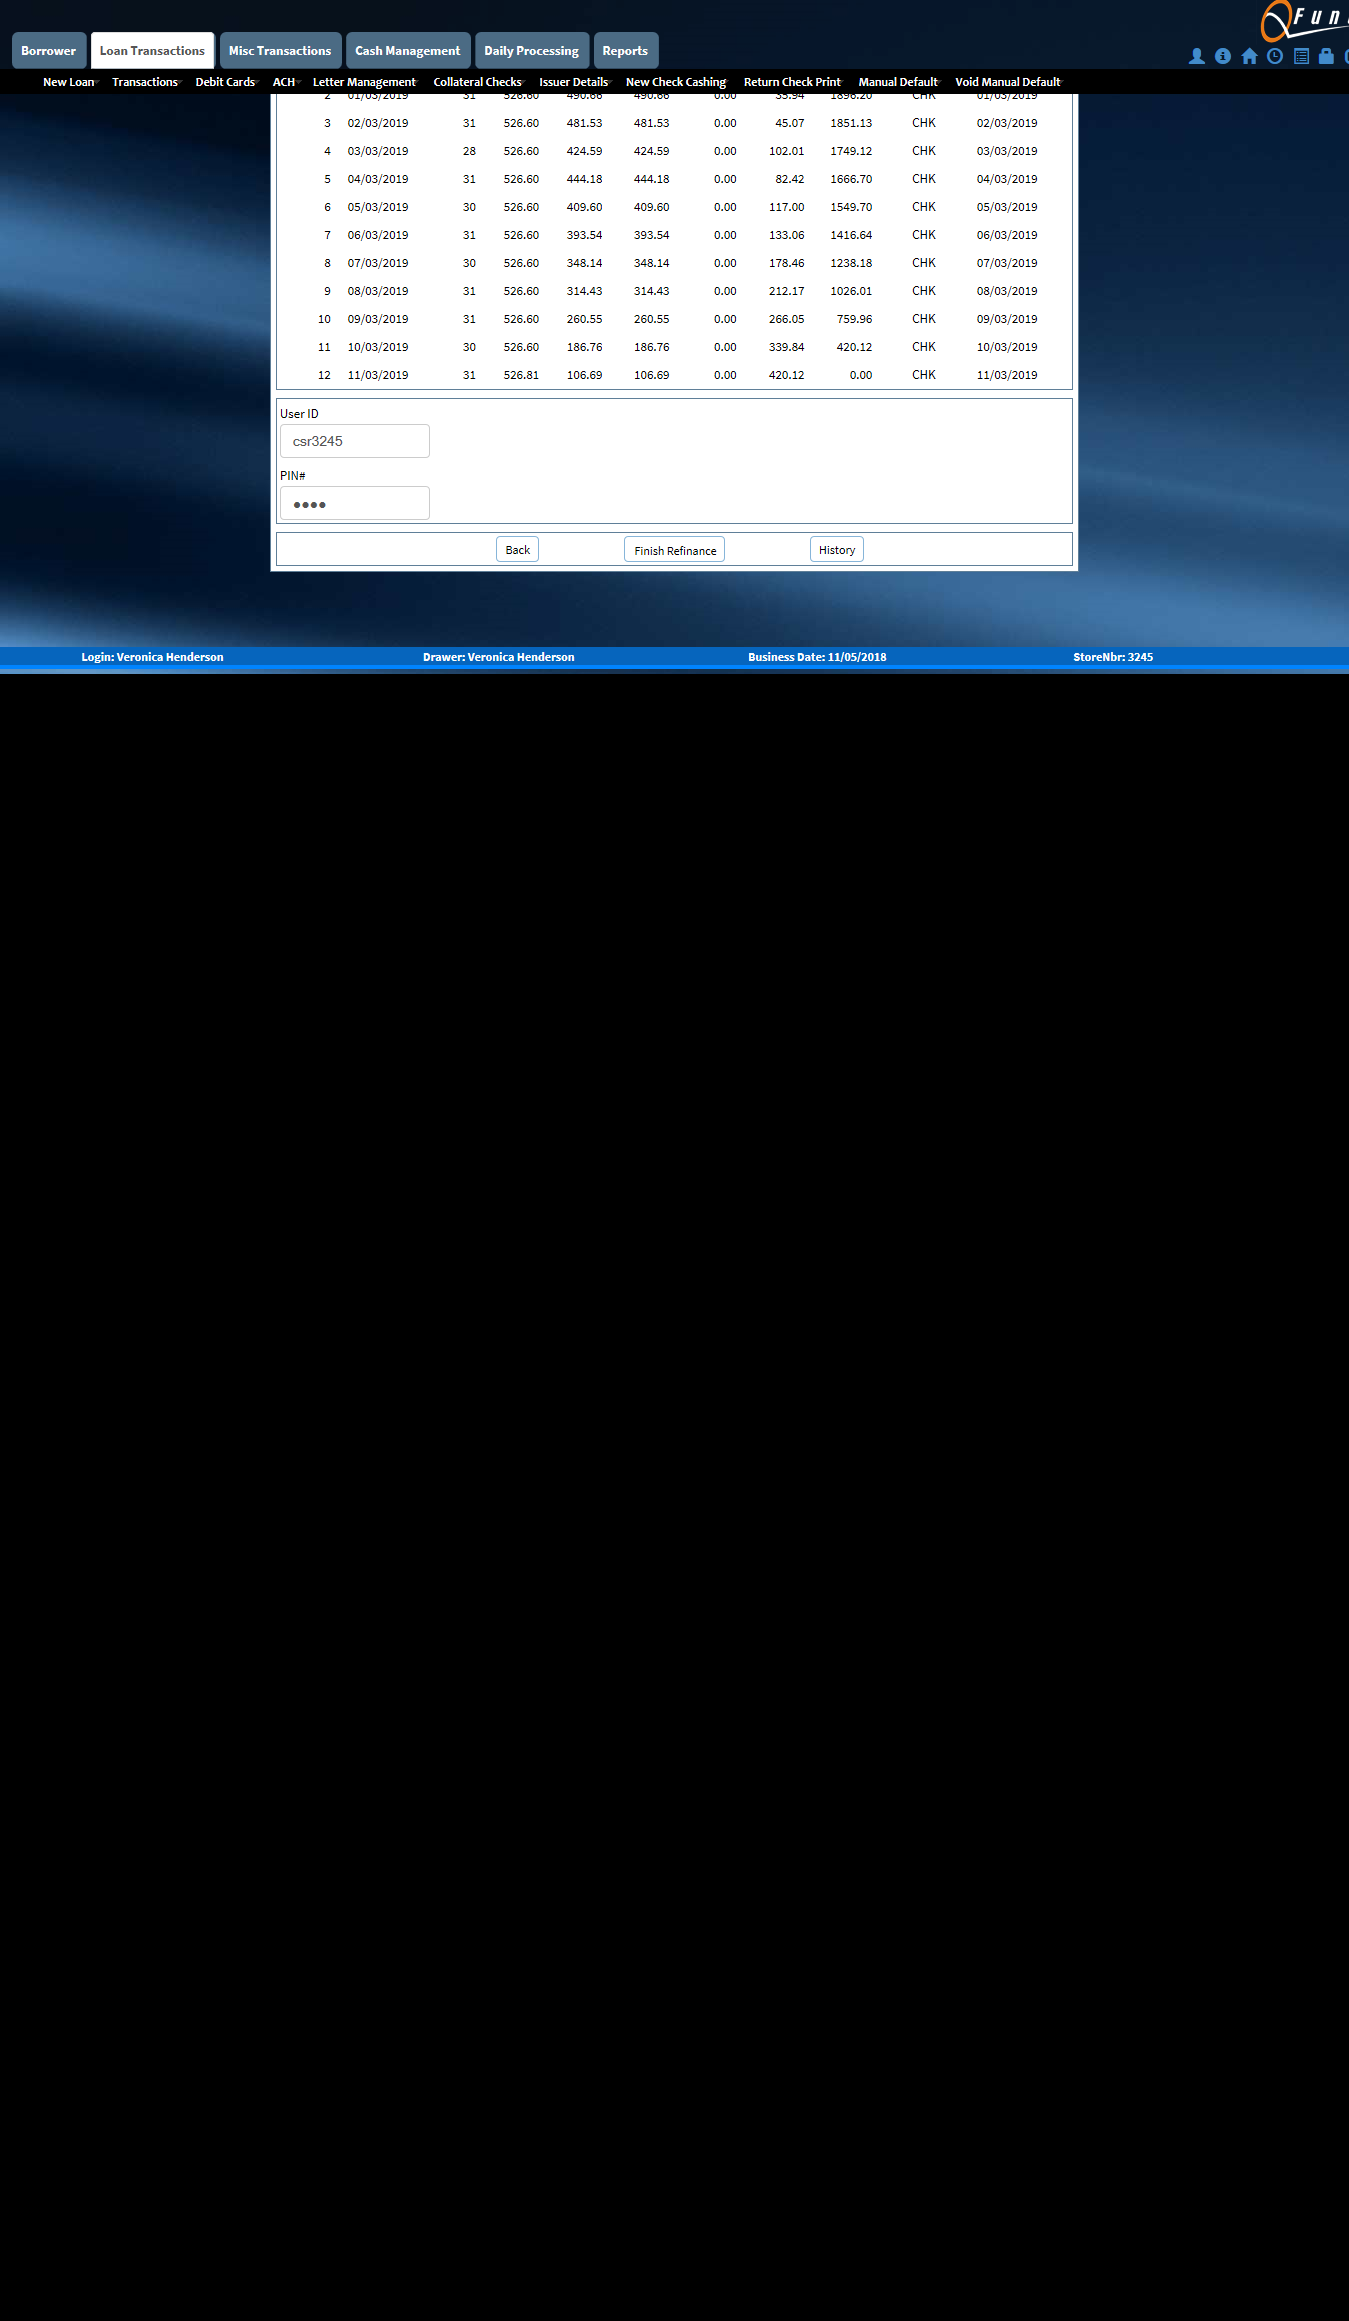 Fun
Borrower Loan Transactions Misc Transactions Cash Management Daily Processing Reports
New Loan Transactions Debit Cards ACH Letter Management Collateral Checks Issuer Details New Check Cashing Return Check Print Manual Default Void Manual Default
2 01/03/2019 31 526.60 490.66 490.66 0.00 35.94 1896.20 CHK 01/03/2019
3 02/03/2019 31 526.60 481.53 481.53 0.00 45.07 1851.13 CHK 02/03/2019
4 03/03/2019 28 526.60 424.59 424.59 0.00 102.01 1749.12 CHK 03/03/2019
5 04/03/2019 31 526.60 444.18 444.18 0.00 82.42 1666.70 CHK 04/03/2019
6 05/03/2019 30 526.60 409.60 409.60 0.00 117.00 1549.70 CHK 05/03/2019
7 06/03/2019 31 526.60 393.54 393.54 0.00 133.06 1416.64 CHK 06/03/2019
8 07/03/2019 30 526.60 348.14 348.14 0.00 178.46 1238.18 CHK 07/03/2019
9 08/03/2019 31 526.60 314.43 314.43 0.00 212.17 1026.01 CHK 08/03/2019
10 09/03/2019 31 526.60 260.55 260.55 0.00 266.05 759.96 CHK 09/03/2019
11 10/03/2019 30 526.60 186.76 186.76 0.00 339.84 420.12 CHK 10/03/2019
12 11/03/2019 31 526.81 106.69 106.69 0.00 420.12 0.00 CHK 11/03/2019
User ID
csr3245
PIN#
●●●●
Back Finish Refinance History
Login: Veronica Henderson Drawer: Veronica Henderson Business Date: 11/05/2018 StoreNbr: 3245